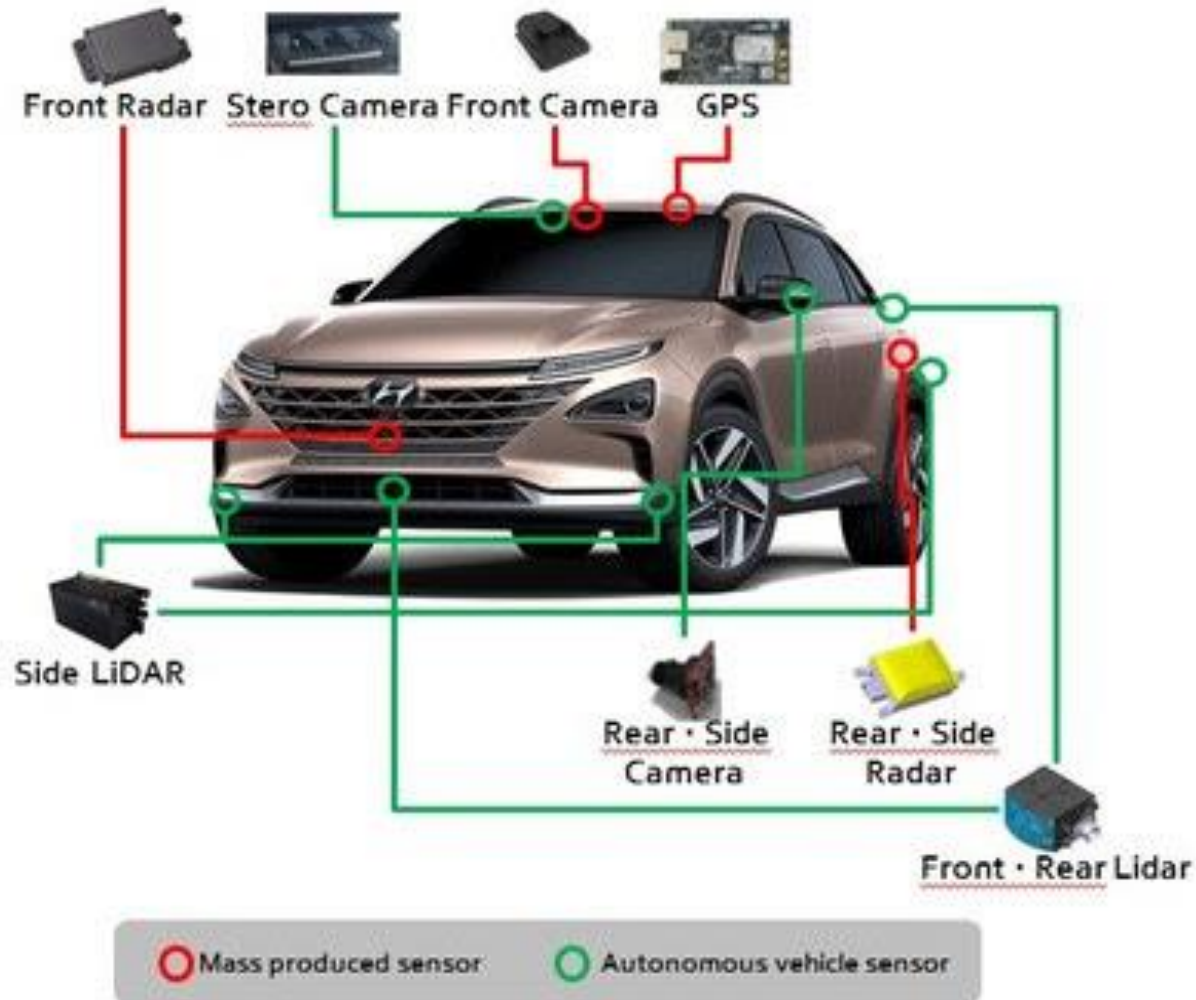 Front Radar
Stero Camera
Front Camera
GPS
Side LiDAR
Rear・Side
Camera
Rear・Side
Radar
Front・Rear Lidar
Mass produced sensor
Autonomous vehicle sensor